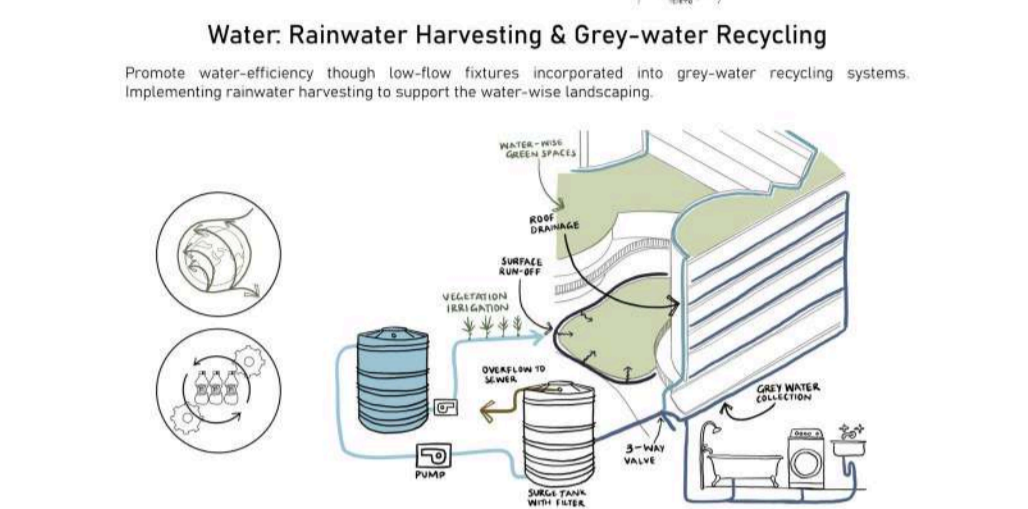 Water: Rainwater Harvesting & Grey-water Recycling
Promote water-efficiency though low-flow fixtures incorporated into grey-water recycling systems.
Implementing rainwater harvesting to support the water-wise landscaping.
WATER-WISE
GREEN SPACES
ROOF
DRAINAGE
SURFACE
RUN-OFF
VEGETATION
IRRIGATION
OVERFLOW TO
SEWER
GREY WATER
COLLECTION
3-WAY
VALVE
PUMP
SURGE TANK
WITH FILTER